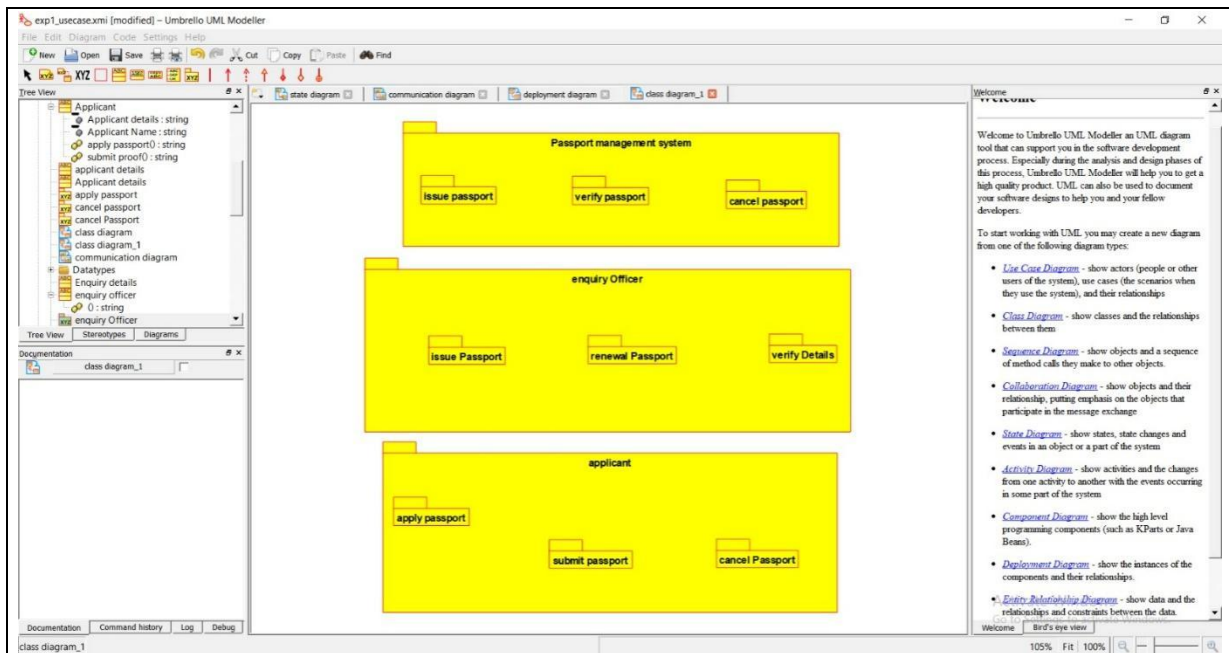 exp1_usecase.xmi [modified] – Umbrello UML Modeller
File Edit Diagram Code Settings Help
New Open Save Cut Copy Paste Find
XYZ
Tree View
Applicant
Applicant details : string
Applicant Name : string
apply passport() : string
submit proof() : string
applicant details
Applicant details
apply passport
cancel passport
cancel Passport
class diagram
class diagram_1
communication diagram
Datatypes
Enquiry details
enquiry officer
() : string
enquiry Officer
Tree View Stereotypes Diagrams
Documentation
class diagram_1
Documentation Command history Log Debug
class diagram_1
state diagram communication diagram deployment diagram class diagram_1
Passport management system
issue passport verify passport cancel passport
enquiry Officer
issue Passport renewal Passport verify Details
applicant
apply passport
submit passport cancel Passport
Welcome
Welcome
Welcome to Umbrello UML Modeller an UML diagram
tool that can support you in the software development
process. Especially during the analysis and design phases of
this process, Umbrello UML Modeller will help you to get a
high quality product. UML can also be used to document
your software designs to help you and your fellow
developers.
To start working with UML you may create a new diagram
from one of the following diagram types:
• Use Case Diagram - show actors (people or other
users of the system), use cases (the scenarios when
they use the system), and their relationships
• Class Diagram - show classes and the relationships
between them
• Sequence Diagram - show objects and a sequence
of method calls they make to other objects.
• Collaboration Diagram - show objects and their
relationship, putting emphasis on the objects that
participate in the message exchange
• State Diagram - show states, state changes and
events in an object or a part of the system
• Activity Diagram - show activities and the changes
from one activity to another with the events occurring
in some part of the system
• Component Diagram - show the high level
programming components (such as KParts or Java
Beans).
• Deployment Diagram - show the instances of the
components and their relationships.
• Entity Relationship Diagram - show data and the
relationships and constraints between the data.
Go to Settings to activate Windows.
Welcome Bird's eye view
105% Fit 100%